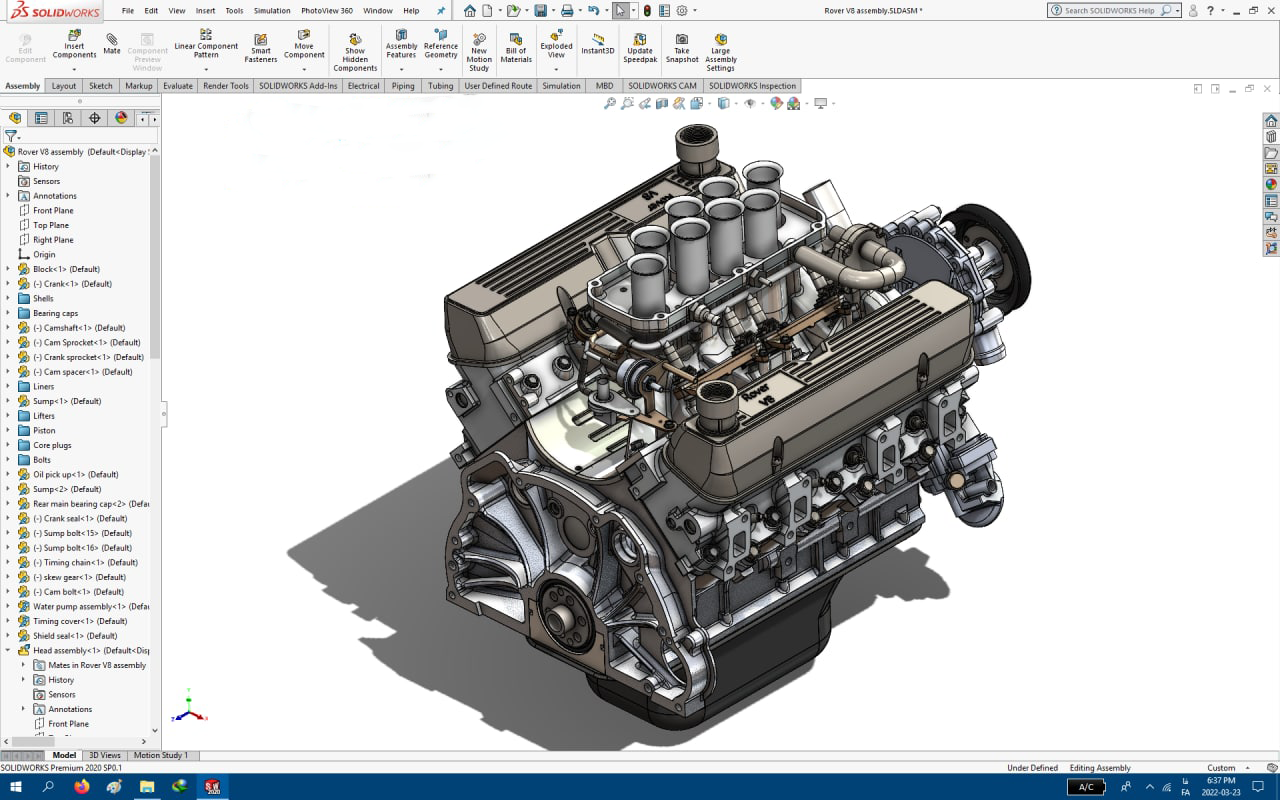 SOLIDWORKS
File Edit View Insert Tools Simulation PhotoView 360 Window Help
Rover V8 assembly.SLDASM *
Search SOLIDWORKS Help
Edit Component
Insert Components
Mate
Component Preview Window
Linear Component Pattern
Smart Fasteners
Move Component
Show Hidden Components
Assembly Features
Reference Geometry
New Motion Study
Bill of Materials
Exploded View
Instant3D
Update Speedpak
Take Snapshot
Large Assembly Settings
Assembly Layout Sketch Markup Evaluate Render Tools SOLIDWORKS Add-Ins Electrical Piping Tubing User Defined Route Simulation MBD SOLIDWORKS CAM SOLIDWORKS Inspection
Rover V8 assembly (Default<Display
History
Sensors
Annotations
Front Plane
Top Plane
Right Plane
Origin
Block<1> (Default)
(-) Crank<1> (Default)
Shells
Bearing caps
(-) Camshaft<1> (Default)
(-) Cam Sprocket<1> (Default)
(-) Crank sprocket<1> (Default)
(-) Cam spacer<1> (Default)
Liners
Sump<1> (Default)
Lifters
Piston
Core plugs
Bolts
Oil pick up<1> (Default)
Sump<2> (Default)
Rear main bearing cap<2> (Defau
(-) Crank seal<1> (Default)
(-) Sump bolt<15> (Default)
(-) Sump bolt<16> (Default)
(-) Timing chain<1> (Default)
(-) skew gear<1> (Default)
(-) Cam bolt<1> (Default)
Water pump assembly<1> (Defau
Timing cover<1> (Default)
Shield seal<1> (Default)
Head assembly<1> (Default<Disp
Mates in Rover V8 assembly
History
Sensors
Annotations
Front Plane
Rover
V8
Rover
V8
Model 3D Views Motion Study 1
SOLIDWORKS Premium 2020 SP0.1
Under Defined Editing Assembly Custom
SW
2020
A/C
فا
FA
6:37 PM
2022-03-23